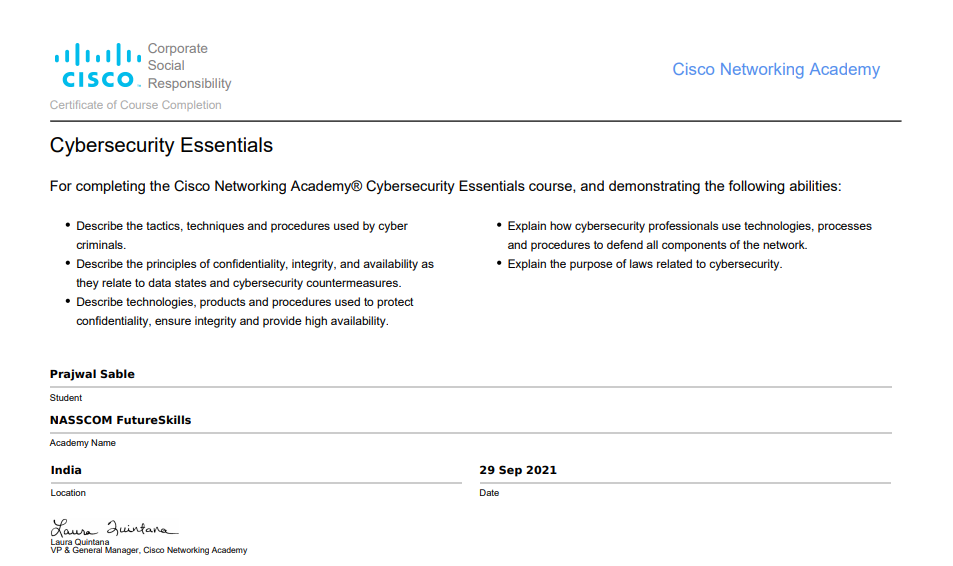 Corporate
Social
Responsibility
CISCO
Certificate of Course Completion
Cisco Networking Academy
Cybersecurity Essentials
For completing the Cisco Networking Academy® Cybersecurity Essentials course, and demonstrating the following abilities:
• Describe the tactics, techniques and procedures used by cyber
criminals.
• Describe the principles of confidentiality, integrity, and availability as
they relate to data states and cybersecurity countermeasures.
• Describe technologies, products and procedures used to protect
confidentiality, ensure integrity and provide high availability.
• Explain how cybersecurity professionals use technologies, processes
and procedures to defend all components of the network.
• Explain the purpose of laws related to cybersecurity.
Prajwal Sable
Student
NASSCOM FutureSkills
Academy Name
India
Location
29 Sep 2021
Date
Laura Quintana
Laura Quintana
VP & General Manager, Cisco Networking Academy